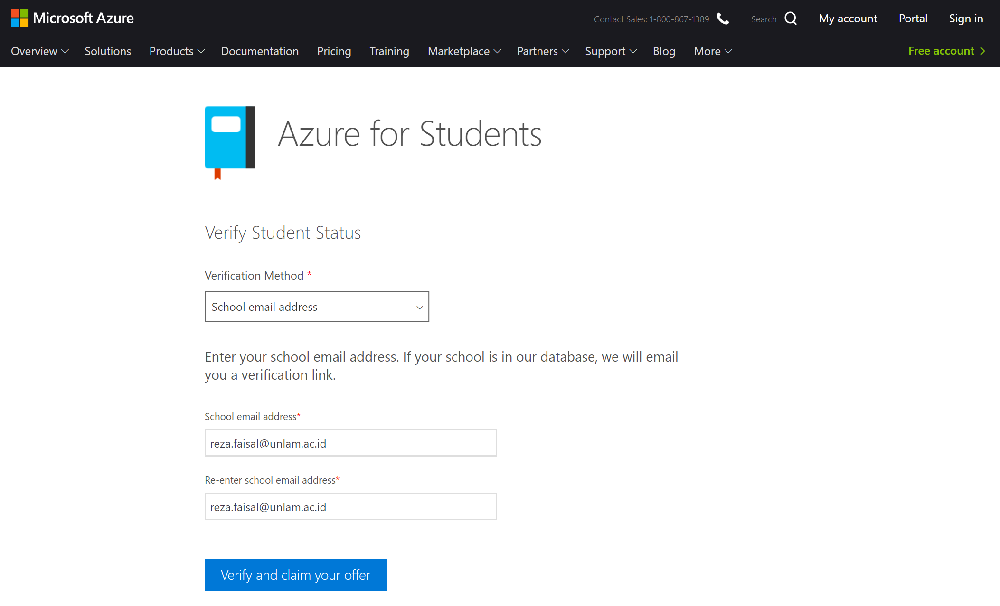 Microsoft Azure
Contact Sales: 1-800-867-1389 Search My account Portal Sign in
Overview Solutions Products Documentation Pricing Training Marketplace Partners Support Blog More Free account
Azure for Students
Verify Student Status
Verification Method *
School email address
Enter your school email address. If your school is in our database, we will email
you a verification link.
School email address*
reza.faisal@unlam.ac.id
Re-enter school email address*
reza.faisal@unlam.ac.id
Verify and claim your offer